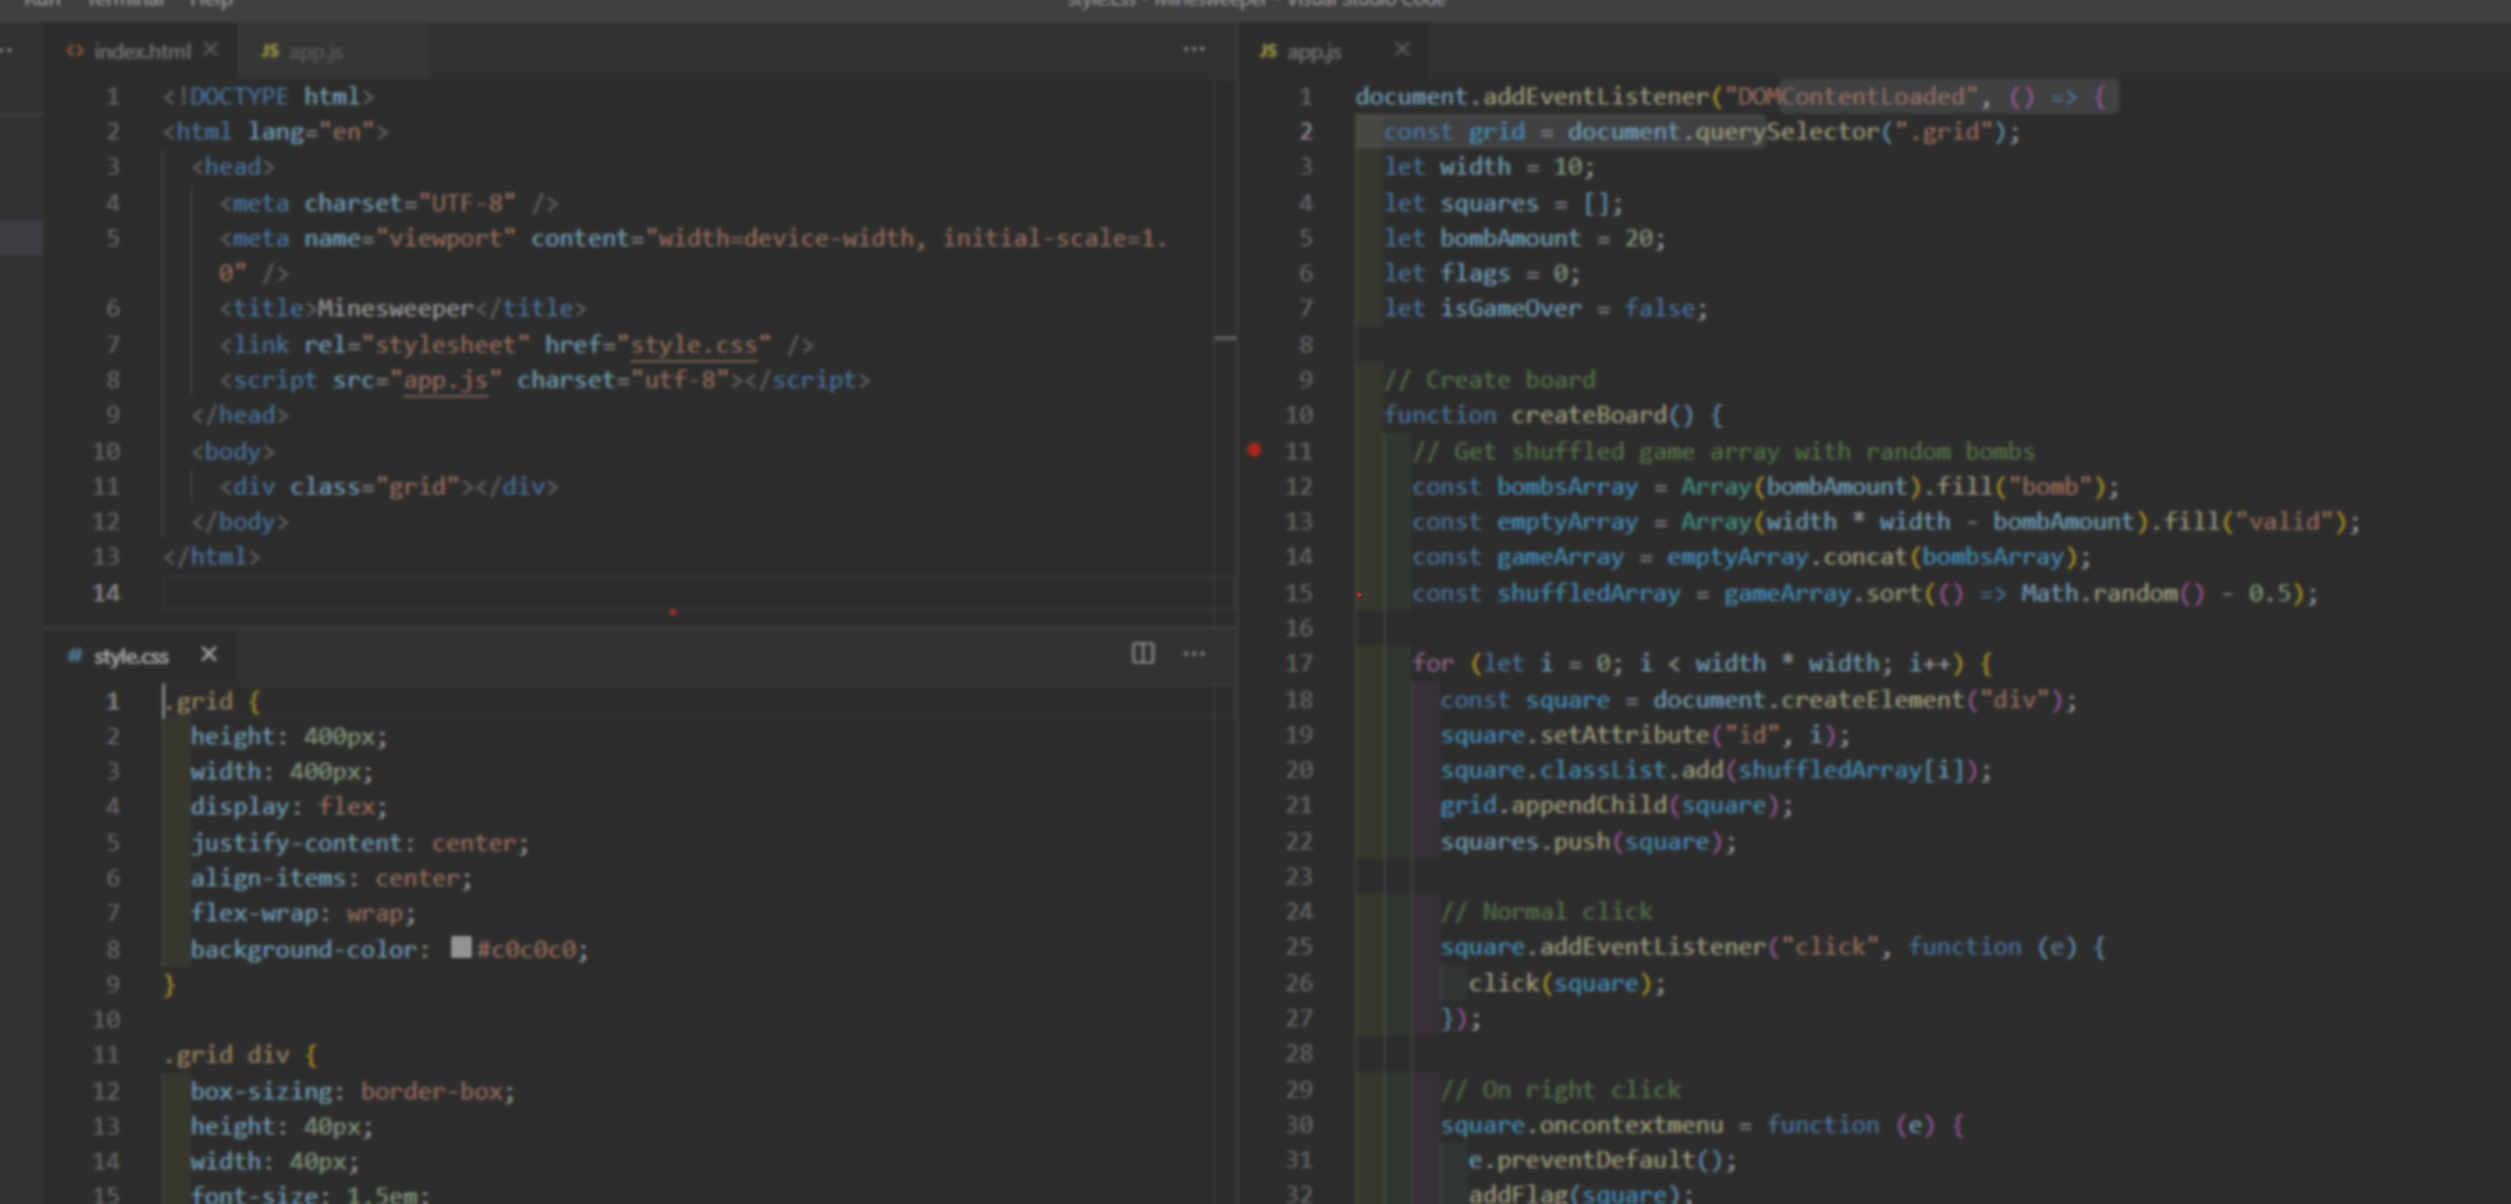 Run Terminal Help
style.css - Minesweeper - Visual Studio Code
index.html
JS app.js
1 <!DOCTYPE html>
2 <html lang="en">
3 <head>
4 <meta charset="UTF-8" />
5 <meta name="viewport" content="width=device-width, initial-scale=1.
0" />
6 <title>Minesweeper</title>
7 <link rel="stylesheet" href="style.css" />
8 <script src="app.js" charset="utf-8"></script>
9 </head>
10 <body>
11 <div class="grid"></div>
12 </body>
13 </html>
14
# style.css
1 .grid {
2 height: 400px;
3 width: 400px;
4 display: flex;
5 justify-content: center;
6 align-items: center;
7 flex-wrap: wrap;
8 background-color: #c0c0c0;
9 }
10
11 .grid div {
12 box-sizing: border-box;
13 height: 40px;
14 width: 40px;
15 font-size: 1.5em;
JS app.js
1 document.addEventListener("DOMContentLoaded", () => {
2 const grid = document.querySelector(".grid");
3 let width = 10;
4 let squares = [];
5 let bombAmount = 20;
6 let flags = 0;
7 let isGameOver = false;
8
9 // Create board
10 function createBoard() {
11 // Get shuffled game array with random bombs
12 const bombsArray = Array(bombAmount).fill("bomb");
13 const emptyArray = Array(width * width - bombAmount).fill("valid");
14 const gameArray = emptyArray.concat(bombsArray);
15 const shuffledArray = gameArray.sort(() => Math.random() - 0.5);
16
17 for (let i = 0; i < width * width; i++) {
18 const square = document.createElement("div");
19 square.setAttribute("id", i);
20 square.classList.add(shuffledArray[i]);
21 grid.appendChild(square);
22 squares.push(square);
23
24 // Normal click
25 square.addEventListener("click", function (e) {
26 click(square);
27 });
28
29 // On right click
30 square.oncontextmenu = function (e) {
31 e.preventDefault();
32 addFlag(square);